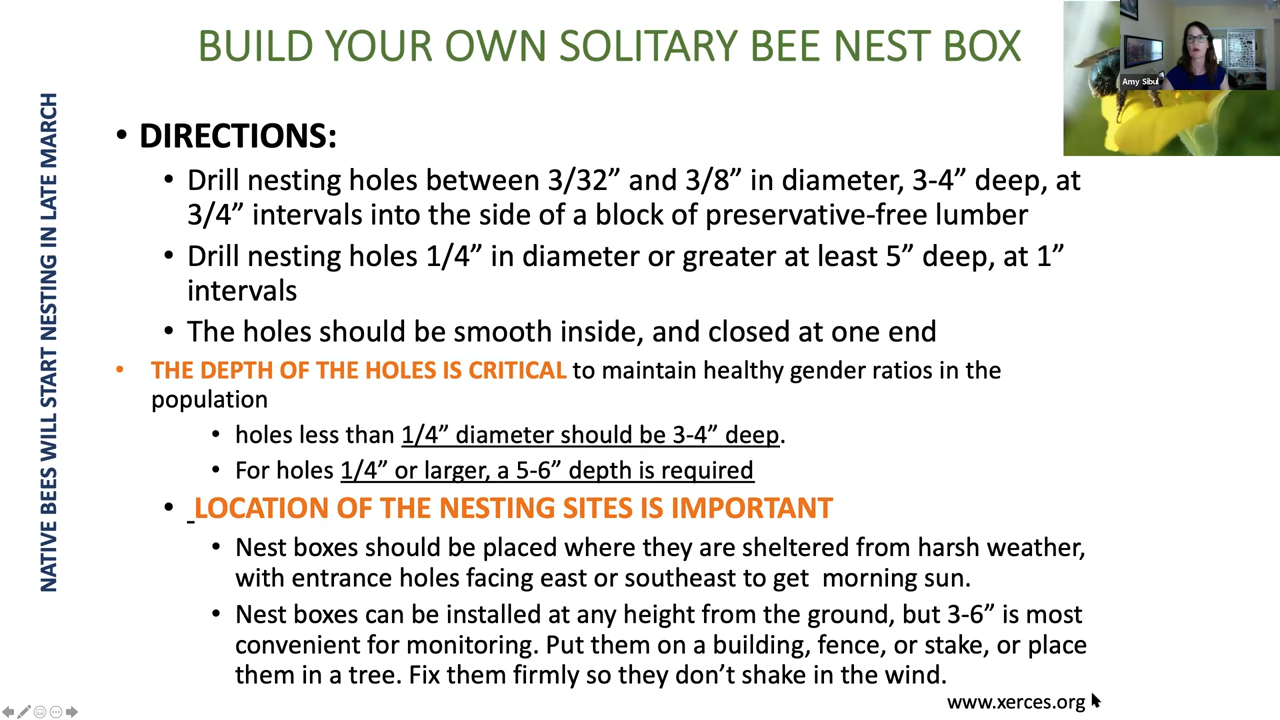 BUILD YOUR OWN SOLITARY BEE NEST BOX
Amy Sibul
NATIVE BEES WILL START NESTING IN LATE MARCH
• DIRECTIONS:
• Drill nesting holes between 3/32” and 3/8” in diameter, 3-4” deep, at
3/4” intervals into the side of a block of preservative-free lumber
• Drill nesting holes 1/4” in diameter or greater at least 5” deep, at 1”
intervals
• The holes should be smooth inside, and closed at one end
• THE DEPTH OF THE HOLES IS CRITICAL to maintain healthy gender ratios in the
population
• holes less than 1/4” diameter should be 3-4” deep.
• For holes 1/4” or larger, a 5-6” depth is required
• LOCATION OF THE NESTING SITES IS IMPORTANT
• Nest boxes should be placed where they are sheltered from harsh weather,
with entrance holes facing east or southeast to get morning sun.
• Nest boxes can be installed at any height from the ground, but 3-6” is most
convenient for monitoring. Put them on a building, fence, or stake, or place
them in a tree. Fix them firmly so they don’t shake in the wind.
www.xerces.org